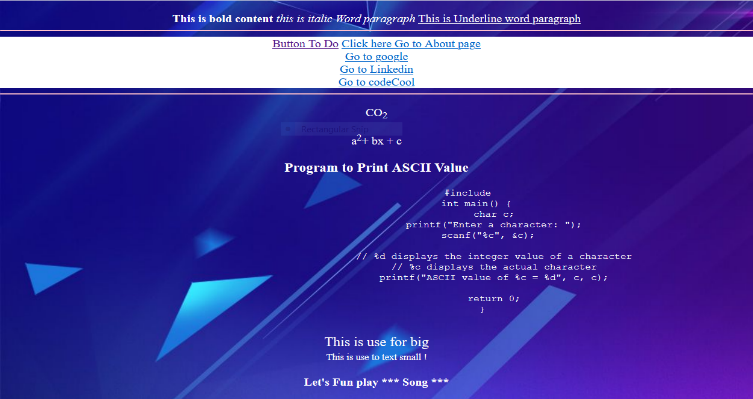 This is bold content this is italic Word paragraph This is Underline word paragraph
Button To Do Click here Go to About page
Go to google
Go to Linkedin
Go to codeCool
CO2
a2+ bx + c
Program to Print ASCII Value
#include
int main() {
char c;
printf("Enter a character: ");
scanf("%c", &c);
// %d displays the integer value of a character
// %c displays the actual character
printf("ASCII value of %c = %d", c, c);
return 0;
}
This is use for big
This is use to text small !
Let's Fun play *** Song ***